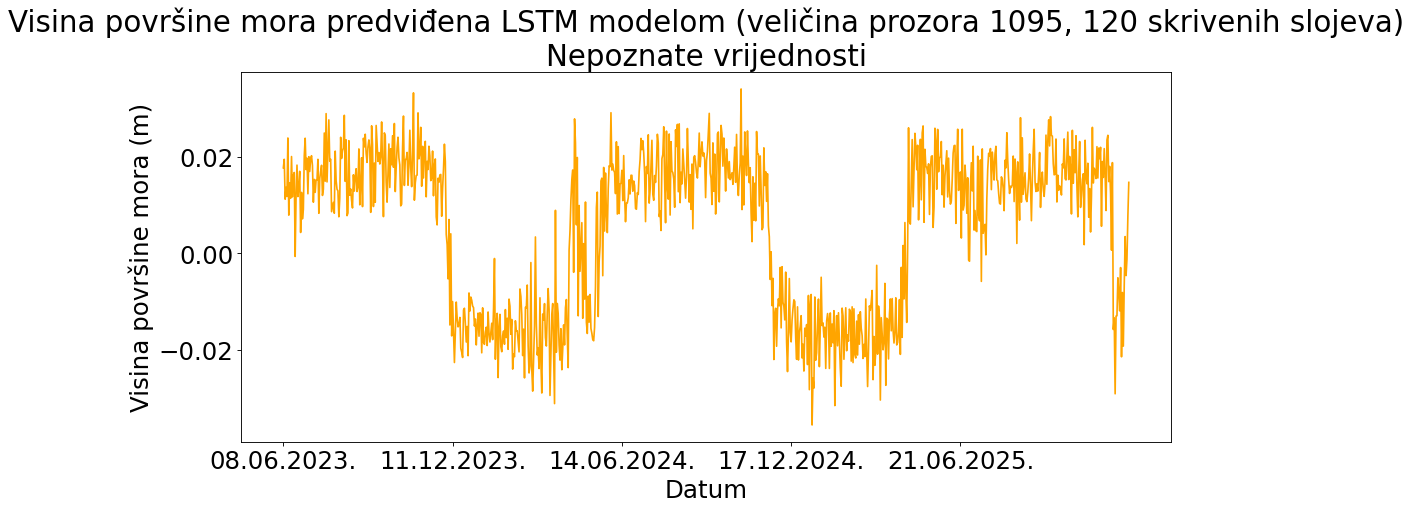 Visina površine mora predviđena LSTM modelom (veličina prozora 1095, 120 skrivenih slojeva)
Nepoznate vrijednosti
Visina površine mora (m)
0.02
0.00
−0.02
08.06.2023. 11.12.2023. 14.06.2024. 17.12.2024. 21.06.2025.
Datum